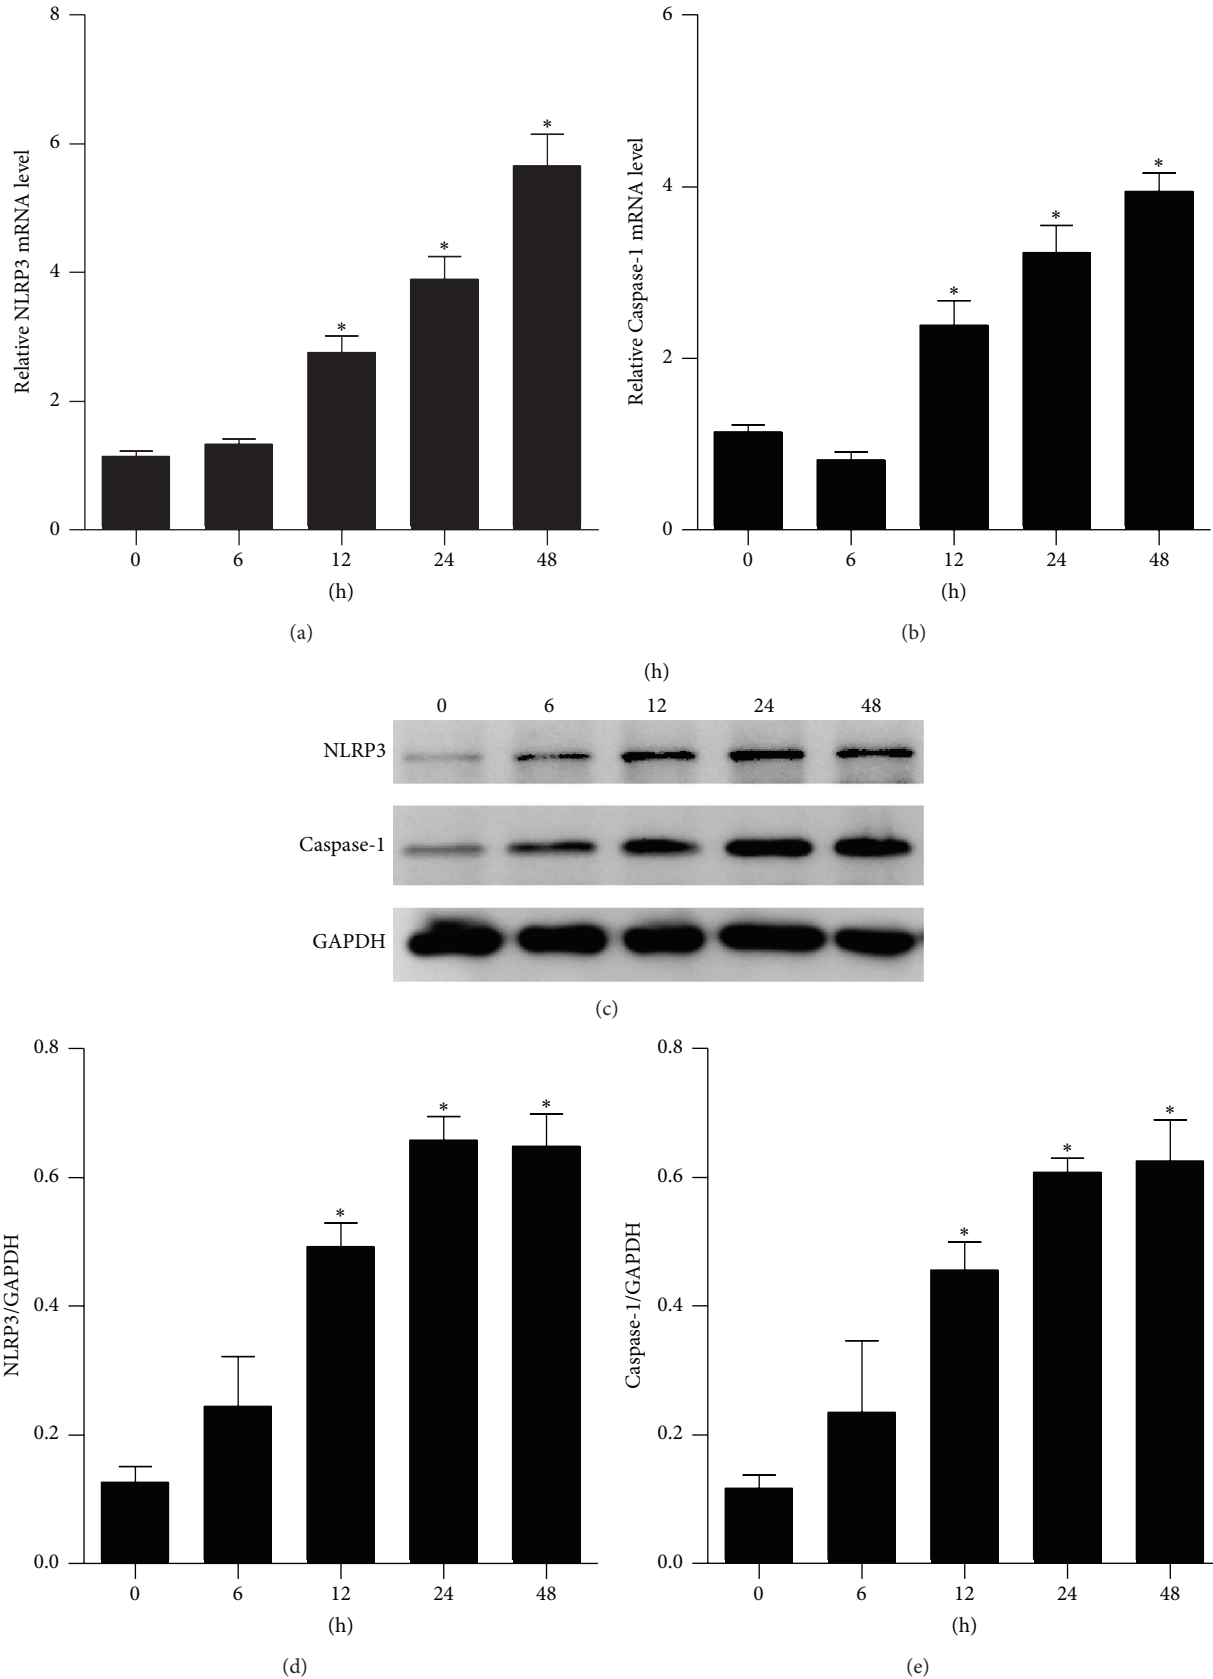 8
6
4
2
0
Relative NLRP3 mRNA level
*
*
*
0 6 12 24 48
(h)
(a)
6
4
2
0
Relative Caspase-1 mRNA level
*
*
*
0 6 12 24 48
(h)
(b)
(h)
0 6 12 24 48
NLRP3
Caspase-1
GAPDH
(c)
0.8
0.6
0.4
0.2
0.0
NLRP3/GAPDH
*
*
*
0 6 12 24 48
(h)
(d)
0.8
0.6
0.4
0.2
0.0
Caspase-1/GAPDH
*
*
*
0 6 12 24 48
(h)
(e)